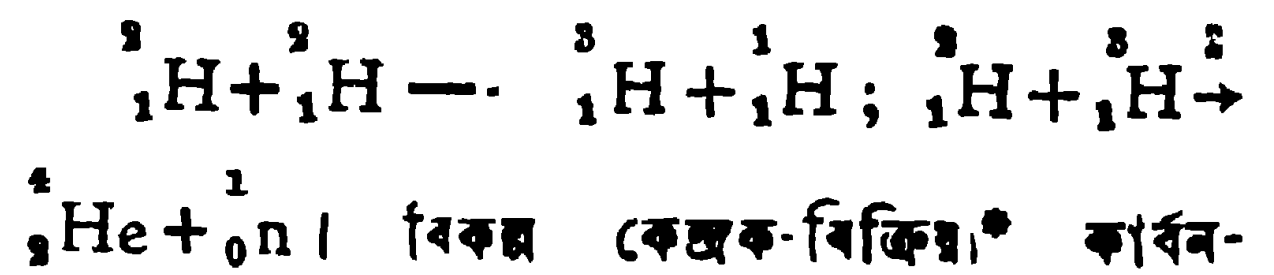 ²₁H+²₁H —· ³₁H+¹₁H; ²₁H+³₁H→
⁴₂He+¹₀n। বিকল্প কেন্দ্রক-বিক্রিয়া* কার্বন-